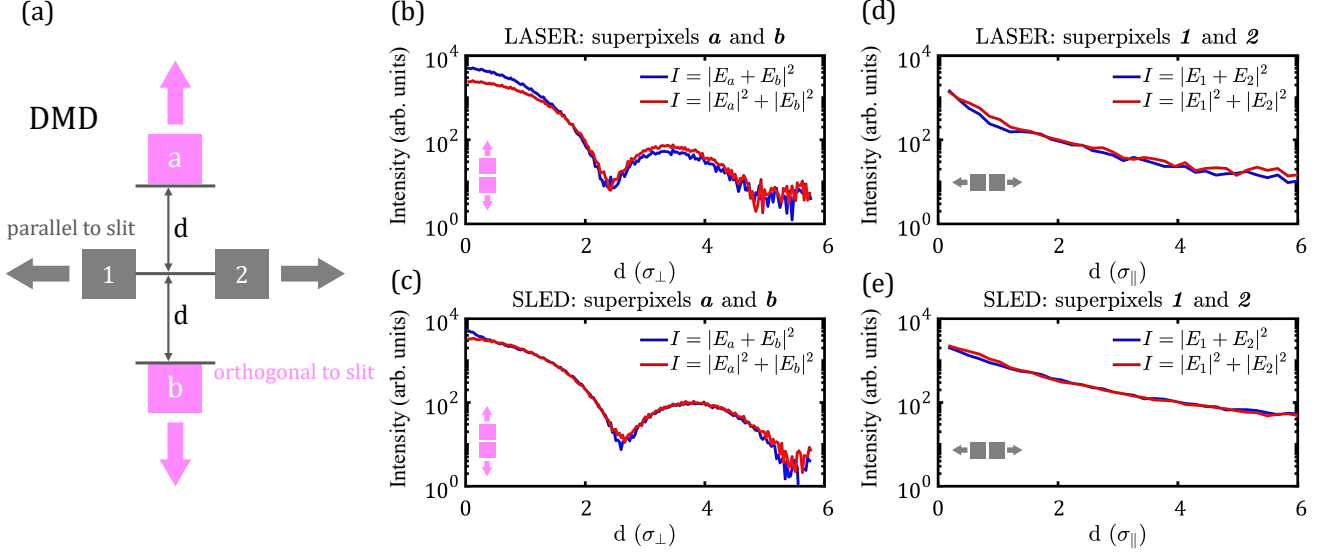 (a)
DMD
a
d
parallel to slit
1
2
d
b
orthogonal to slit
(b)
LASER: superpixels a and b
Intensity (arb. units)
10^4
10^2
10^0
I = |E_a + E_b|^2
I = |E_a|^2 + |E_b|^2
0 2 4 6
d (σ_⊥)
(c)
SLED: superpixels a and b
Intensity (arb. units)
10^4
10^2
10^0
I = |E_a + E_b|^2
I = |E_a|^2 + |E_b|^2
0 2 4 6
d (σ_⊥)
(d)
LASER: superpixels 1 and 2
Intensity (arb. units)
10^4
10^2
10^0
I = |E_1 + E_2|^2
I = |E_1|^2 + |E_2|^2
0 2 4 6
d (σ_∥)
(e)
SLED: superpixels 1 and 2
Intensity (arb. units)
10^4
10^2
10^0
I = |E_1 + E_2|^2
I = |E_1|^2 + |E_2|^2
0 2 4 6
d (σ_∥)